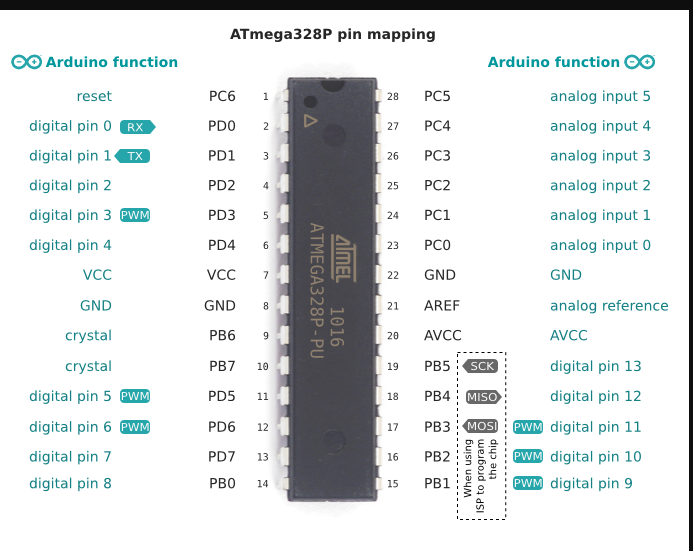 ATmega328P pin mapping
Arduino function Arduino function
reset PC6 1 28 PC5 analog input 5
digital pin 0 RX PD0 2 27 PC4 analog input 4
digital pin 1 TX PD1 3 26 PC3 analog input 3
digital pin 2 PD2 4 25 PC2 analog input 2
digital pin 3 PWM PD3 5 24 PC1 analog input 1
digital pin 4 PD4 6 23 PC0 analog input 0
VCC VCC 7 22 GND GND
GND GND 8 21 AREF analog reference
crystal PB6 9 20 AVCC AVCC
crystal PB7 10 19 PB5 SCK digital pin 13
digital pin 5 PWM PD5 11 18 PB4 MISO digital pin 12
digital pin 6 PWM PD6 12 17 PB3 MOSI PWM digital pin 11
digital pin 7 PD7 13 16 PB2 PWM digital pin 10
digital pin 8 PB0 14 15 PB1 PWM digital pin 9
ATMEL
1016
ATMEGA328P-PU
When using
ISP to program
the chip